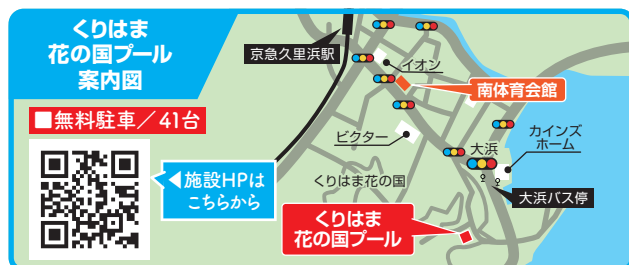 くりはま
花の国プール
案内図
■無料駐車／41台
◀施設HPは
こちらから
京急久里浜駅
イオン
南体育会館
ビクター
大浜
カインズ
ホーム
くりはま花の国
大浜バス停
くりはま
花の国プール